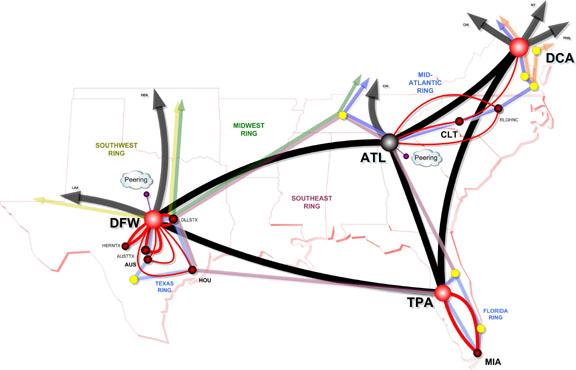 NY
CHI
PHIL
DCA
MID-
ATLANTIC
RING
CHI
DEN
MIDWEST
RING
RLGHNC
CLT
SOUTHWEST
RING
ATL
Peering
Peering
LAX
SOUTHEAST
RING
DFW
DLLSTX
HERNTX
AUSTTX
AUS
TEXAS
RING
HOU
TPA
FLORIDA
RING
MIA